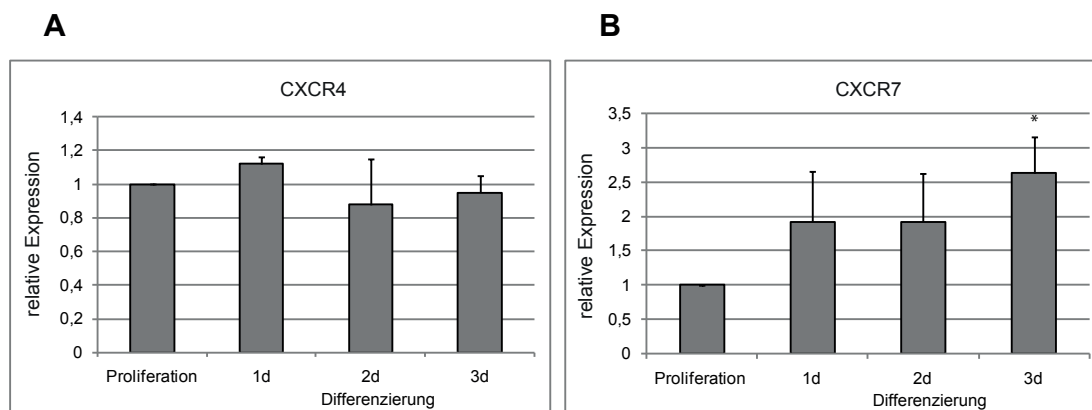 A
CXCR4
relative Expression
1,4
1,2
1
0,8
0,6
0,4
0,2
0
Proliferation 1d 2d 3d
Differenzierung
B
CXCR7
relative Expression
3,5
3
2,5
2
1,5
1
0,5
0
*
Proliferation 1d 2d 3d
Differenzierung